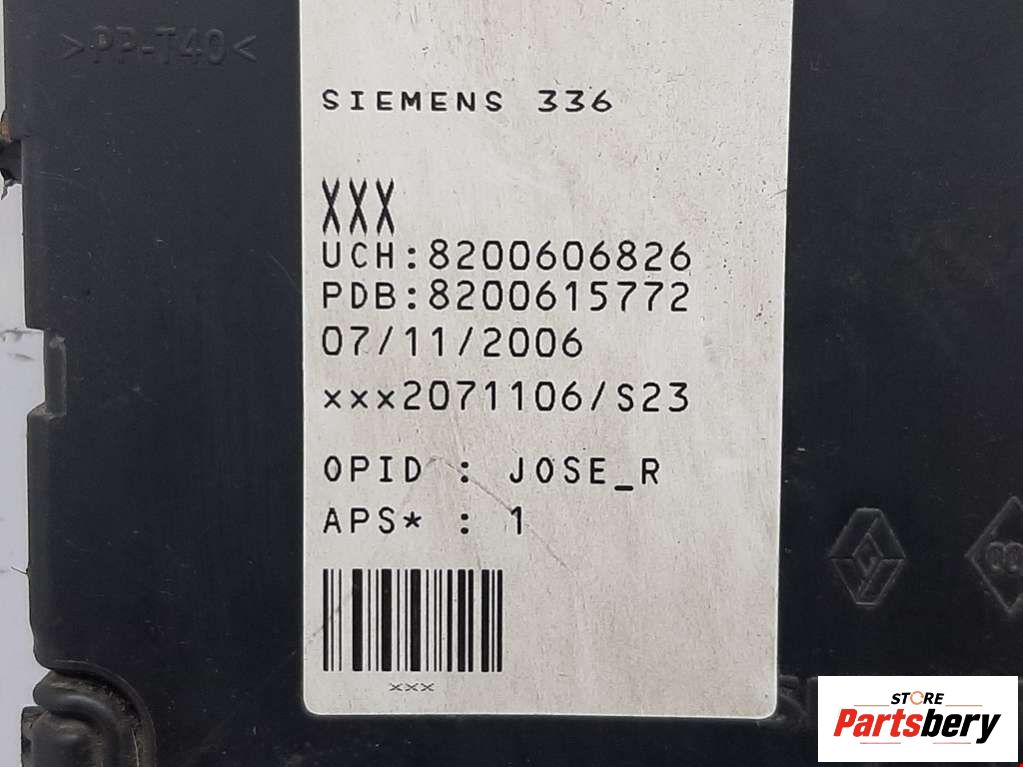 >PP-T40<
SIEMENS 336
XXX
UCH:8200606826
PDB:8200615772
07/11/2006
xxx2071106/S23
OPID : JOSE_R
APS* : 1
xxx
STORE
Partsbery